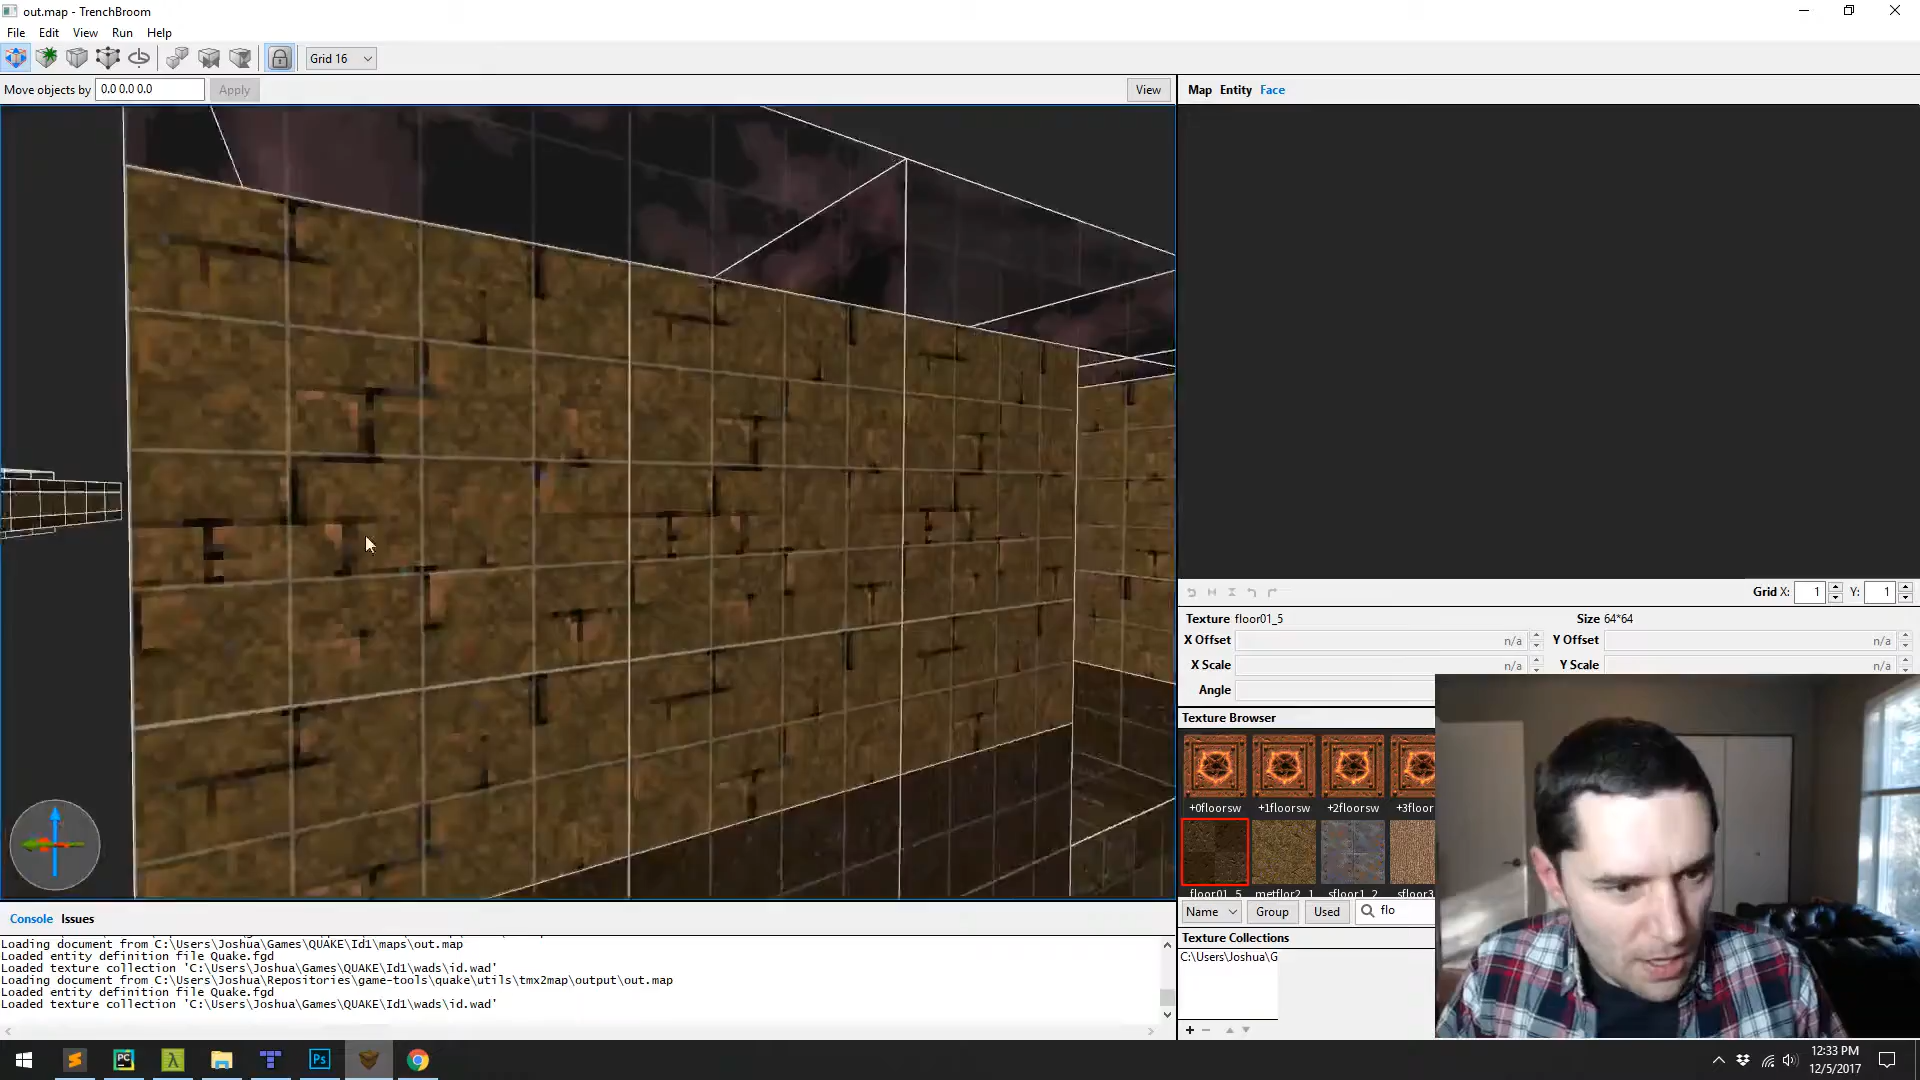 out.map - TrenchBroom
File Edit View Run Help
Grid 16
Move objects by 0.0 0.0 0.0 Apply View
Map Entity Face
Grid X: 1 Y: 1
Texture floor01_5 Size 64*64
X Offset n/a Y Offset n/a
X Scale n/a Y Scale n/a
Angle
Texture Browser
+0floorsw +1floorsw +2floorsw +3floor
floor01_5 metflor2_1 sfloor1_2 sfloor3
Name Group Used flo
Texture Collections
C:\Users\Joshua\G
Console Issues
Loading document from C:\Users\Joshua\Games\QUAKE\Id1\maps\out.map
Loaded entity definition file Quake.fgd
Loaded texture collection 'C:\Users\Joshua\Games\QUAKE\Id1\wads\id.wad'
Loading document from C:\Users\Joshua\Repositories\game-tools\quake\utils\tmx2map\output\out.map
Loaded entity definition file Quake.fgd
Loaded texture collection 'C:\Users\Joshua\Games\QUAKE\Id1\wads\id.wad'
PC
Ps
12:33 PM
12/5/2017